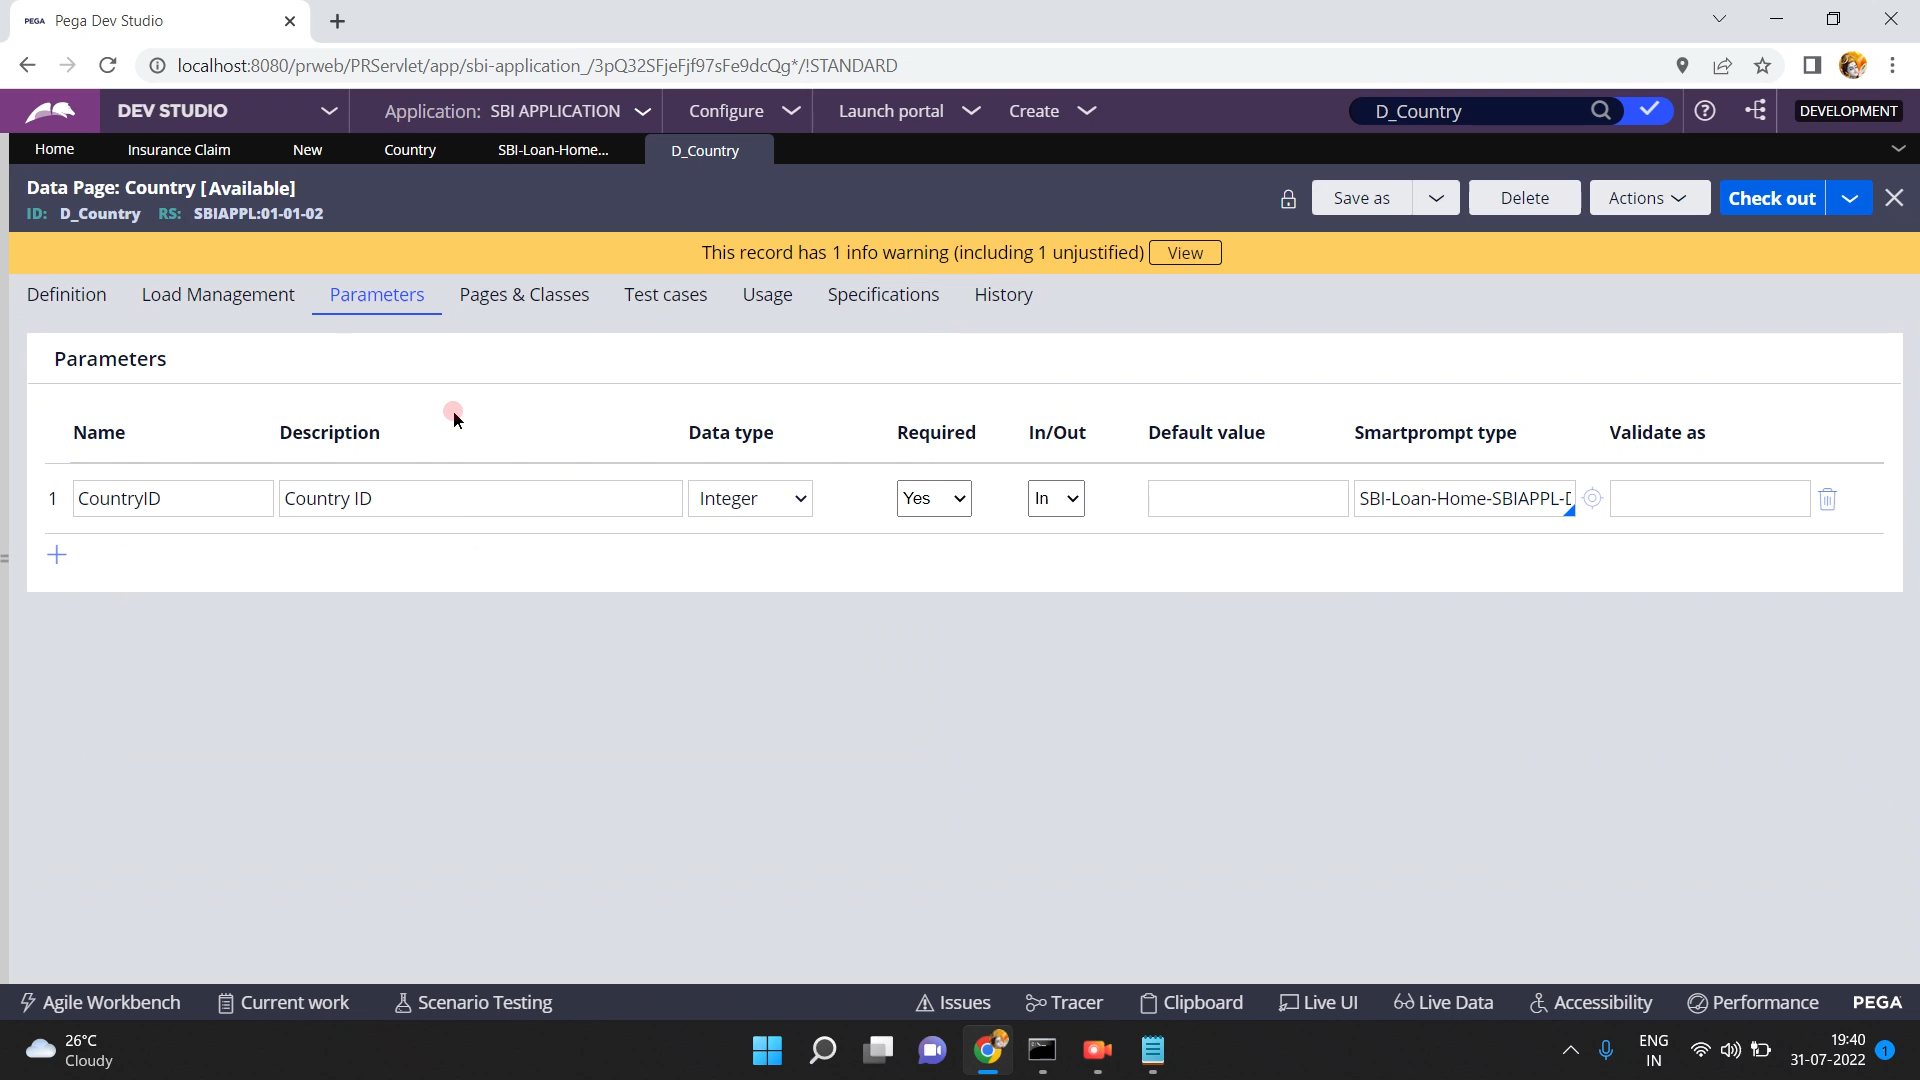 PEGA Pega Dev Studio
localhost:8080/prweb/PRServlet/app/sbi-application_/3pQ32SFjeFjf97sFe9dcQg*/!STANDARD
DEV STUDIO Application: SBI APPLICATION Configure Launch portal Create D_Country DEVELOPMENT
Home Insurance Claim New Country SBI-Loan-Home... D_Country
Data Page: Country [Available]
ID: D_Country RS: SBIAPPL:01-01-02
Save as Delete Actions Check out
This record has 1 info warning (including 1 unjustified) View
Definition Load Management Parameters Pages & Classes Test cases Usage Specifications History
Parameters
Name Description Data type Required In/Out Default value Smartprompt type Validate as
1 CountryID Country ID Integer Yes In SBI-Loan-Home-SBIAPPL-
Agile Workbench Current work Scenario Testing Issues Tracer Clipboard Live UI Live Data Accessibility Performance PEGA
26°C
Cloudy
ENG
IN
19:40
31-07-2022
1